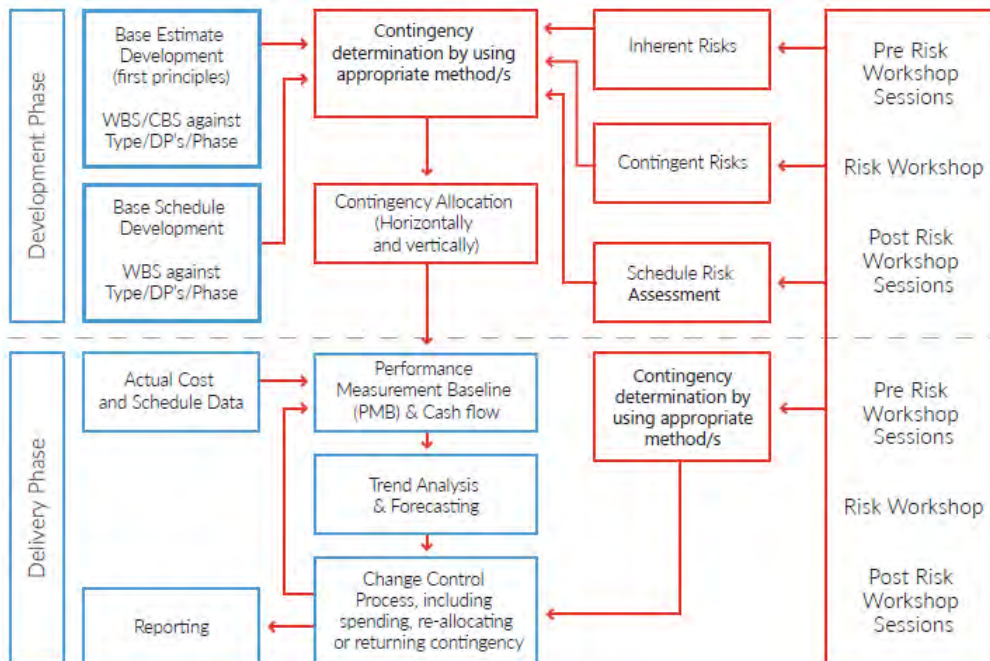 Development Phase
Base Estimate
Development
(first principles)
WBS/CBS against
Type/DP's/Phase
Base Schedule
Development
WBS against
Type/DP's/Phase
Contingency
determination by using
appropriate method/s
Contingency Allocation
(Horizontally
and vertically)
Inherent Risks
Contingent Risks
Schedule Risk
Assessment
Pre Risk
Workshop
Sessions
Risk Workshop
Post Risk
Workshop
Sessions
Delivery Phase
Actual Cost
and Schedule Data
Reporting
Performance
Measurement Baseline
(PMB) & Cash flow
Trend Analysis
& Forecasting
Change Control
Process, including
spending, re-allocating
or returning contingency
Contingency
determination by
using appropriate
method/s
Pre Risk
Workshop
Sessions
Risk Workshop
Post Risk
Workshop
Sessions